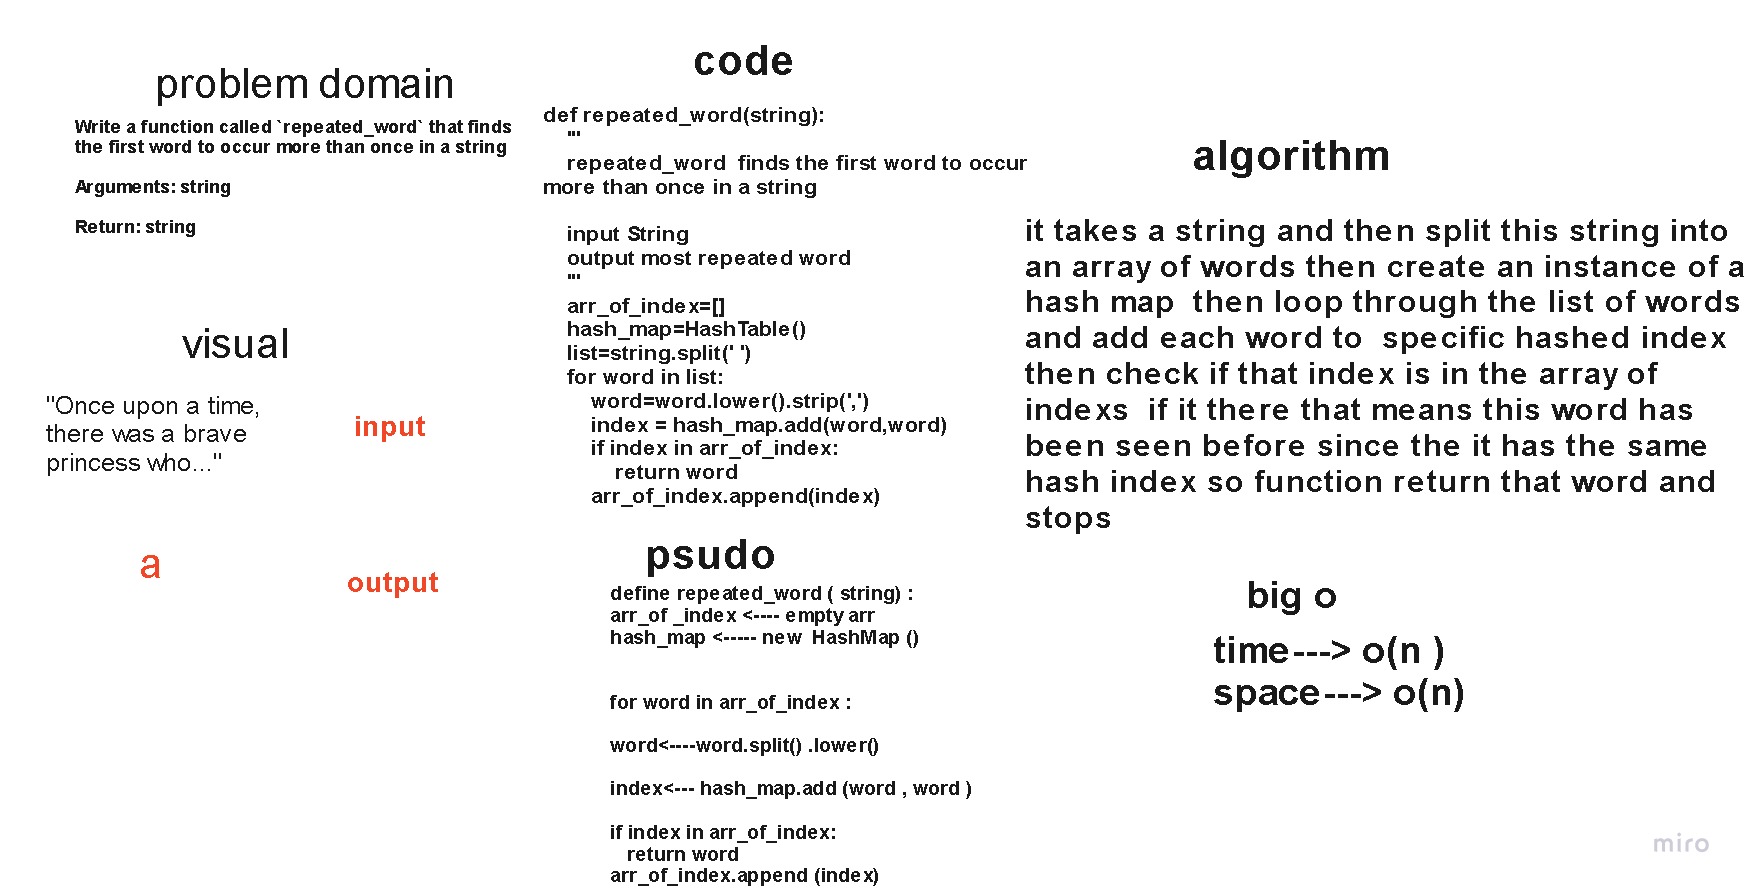 problem domain
Write a function called `repeated_word` that finds
the first word to occur more than once in a string
Arguments: string
Return: string
visual
"Once upon a time,
there was a brave
princess who..."
input
a
output
code
def repeated_word(string):
'''
repeated_word  finds the first word to occur
more than once in a string
input String
output most repeated word
'''
arr_of_index=[]
hash_map=HashTable()
list=string.split(' ')
for word in list:
word=word.lower().strip(',')
index = hash_map.add(word,word)
if index in arr_of_index:
return word
arr_of_index.append(index)
psudo
define repeated_word ( string) :
arr_of _index <---- empty arr
hash_map <----- new  HashMap ()
for word in arr_of_index :
word<----word.split() .lower()
index<--- hash_map.add (word , word )
if index in arr_of_index:
return word
arr_of_index.append (index)
algorithm
it takes a string and then split this string into
an array of words then create an instance of a
hash map  then loop through the list of words
and add each word to  specific hashed index
then check if that index is in the array of
indexs  if it there that means this word has
been seen before since the it has the same
hash index so function return that word and
stops
big o
time---> o(n )
space---> o(n)
miro